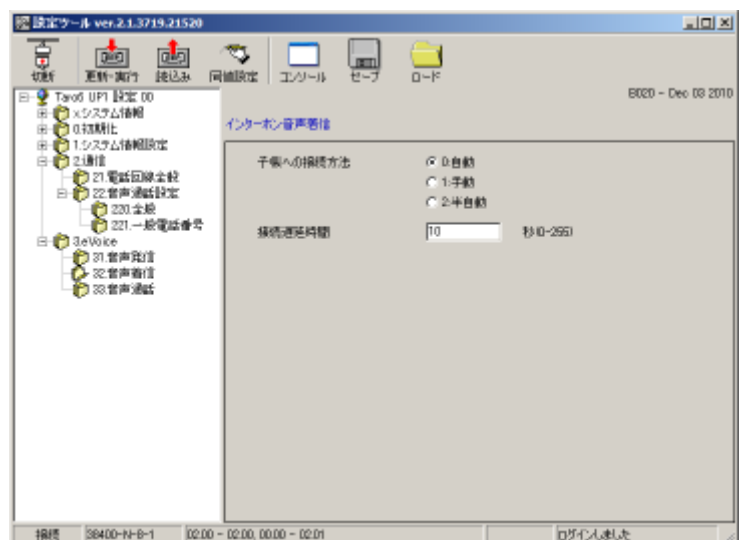 設定ツール ver.2.1.3719.21520
切断 更新・実行 読込み 同値設定 コンソール セーブ ロード
B020 - Dec 03 2010
Taro5 UP1 設定 00
x.システム情報
0.初期化
1.システム情報設定
2.通信
21.電話回線全般
22.音声通話設定
220.全般
221.一般電話番号
3.eVoice
31.音声発信
32.音声着信
33.音声通話
インターホン音声着信
子機への接続方法
0:自動
1:手動
2:半自動
接続遅延時間 10 秒(0-255)
接続 38400-N-8-1 02.00 - 02.00, 00.00 - 02.01 ログインしました